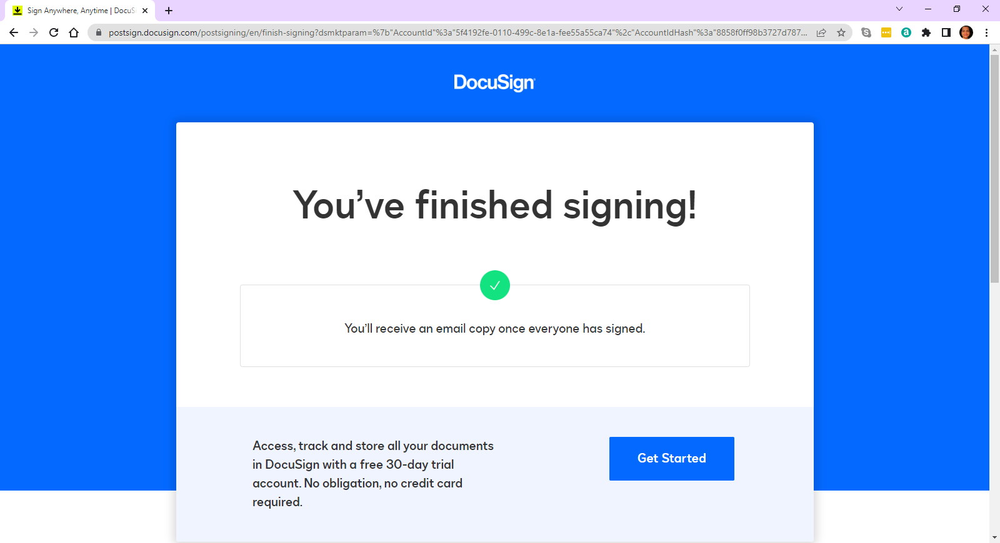 Sign Anywhere, Anytime | DocuS
postsign.docusign.com/postsigning/en/finish-signing?dsmktparam=%7b"AccountId"%3a"5f4192fe-0110-499c-8e1a-fee55a55ca74"%2c"AccountIdHash"%3a"8858f0ff98b3727d787...
DocuSign
You’ve finished signing!
You’ll receive an email copy once everyone has signed.
Access, track and store all your documents
in DocuSign with a free 30-day trial
account. No obligation, no credit card
required.
Get Started